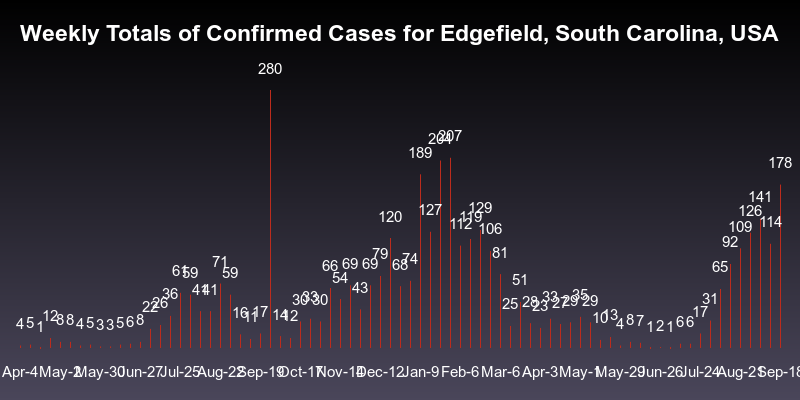 Weekly Totals of Confirmed Cases for Edgefield, South Carolina, USA
4 5 1 12 8 8 4 5 3 3 5 6 8 22 26 36 61 59 41 41 71 59 16 11 17 280 14 12 30 33 30 66 54 69 43 69 79 120 68 74 189 127 204 207 112 119 129 106 81 25 51 28 23 33 27 29 35 29 10 13 4 8 7 1 2 1 6 6 17 31 65 92 109 126 141 114 178
Apr-4 May-2 May-30 Jun-27 Jul-25 Aug-22 Sep-19 Oct-17 Nov-14 Dec-12 Jan-9 Feb-6 Mar-6 Apr-3 May-1 May-29 Jun-26 Jul-24 Aug-21 Sep-18